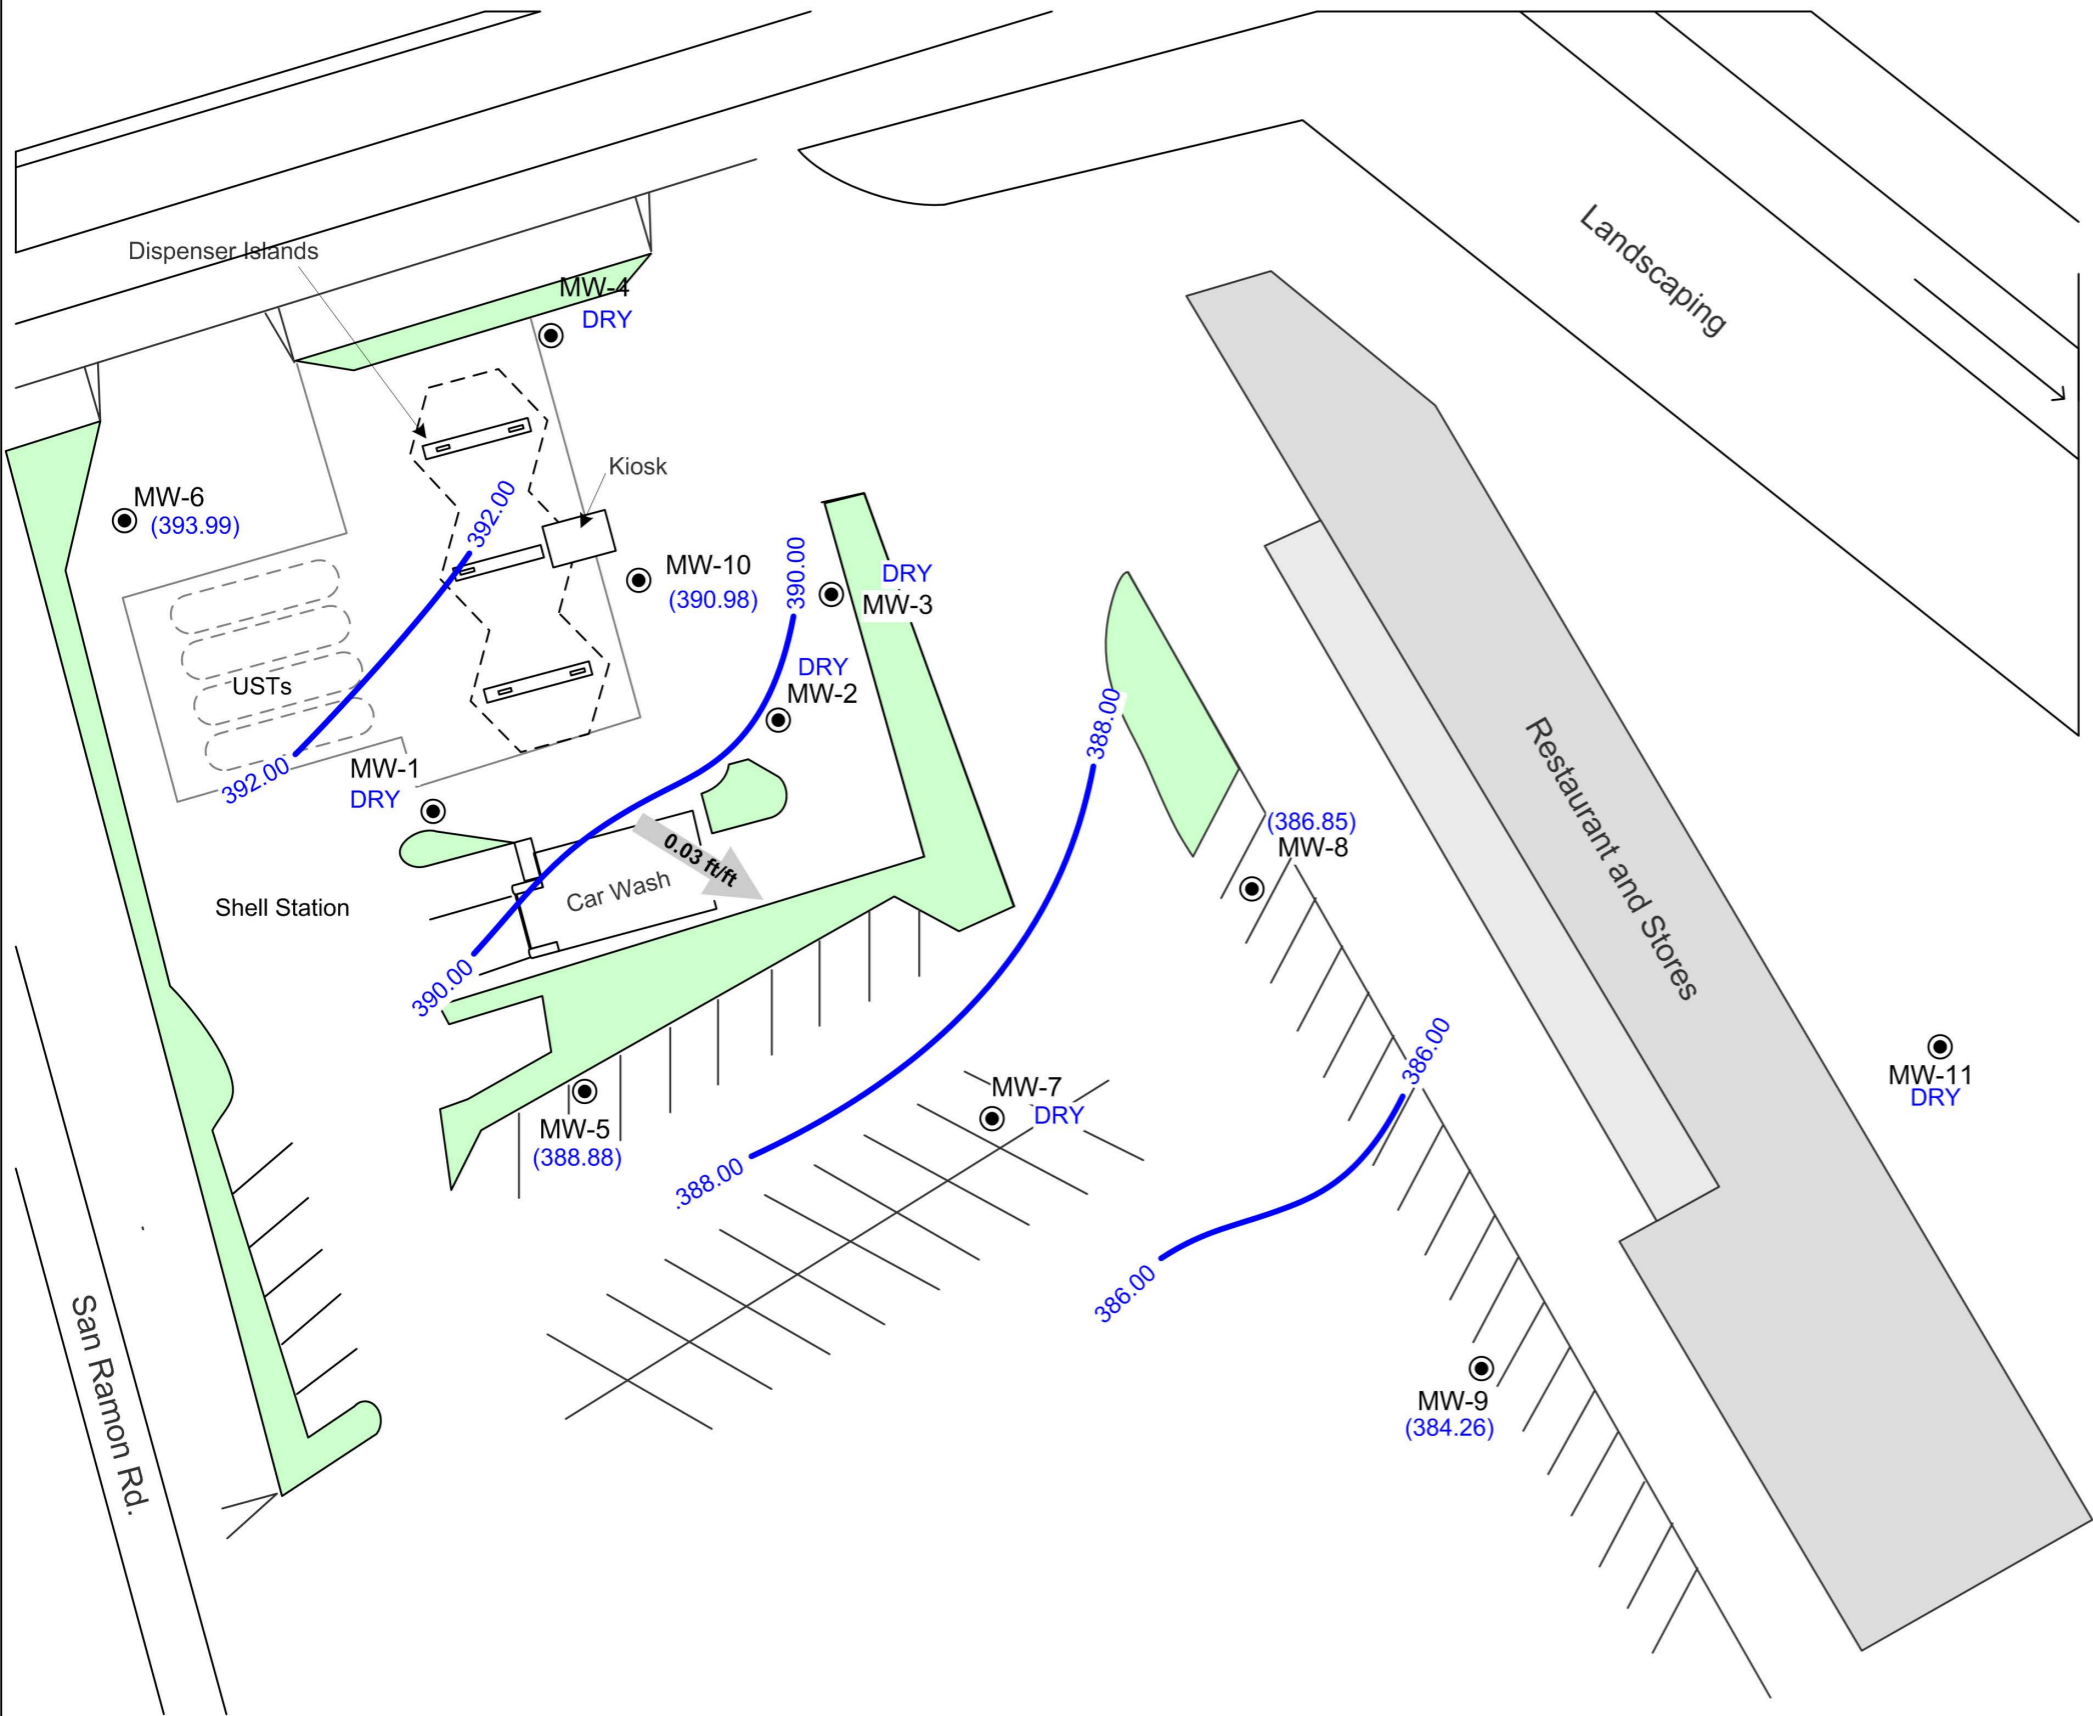 Dispenser Islands
MW-4
DRY
Landscaping
Kiosk
392.00
MW-6
(393.99)
MW-10
(390.98)
390.00
DRY
MW-3
DRY
MW-2
USTs
392.00
MW-1
DRY
388.00
(386.85)
MW-8
0.03 ft/ft
Car Wash
Shell Station
390.00
Restaurant and Stores
386.00
MW-11
DRY
MW-7
DRY
MW-5
(388.88)
.388.00
386.00
San Ramon Rd.
MW-9
(384.26)